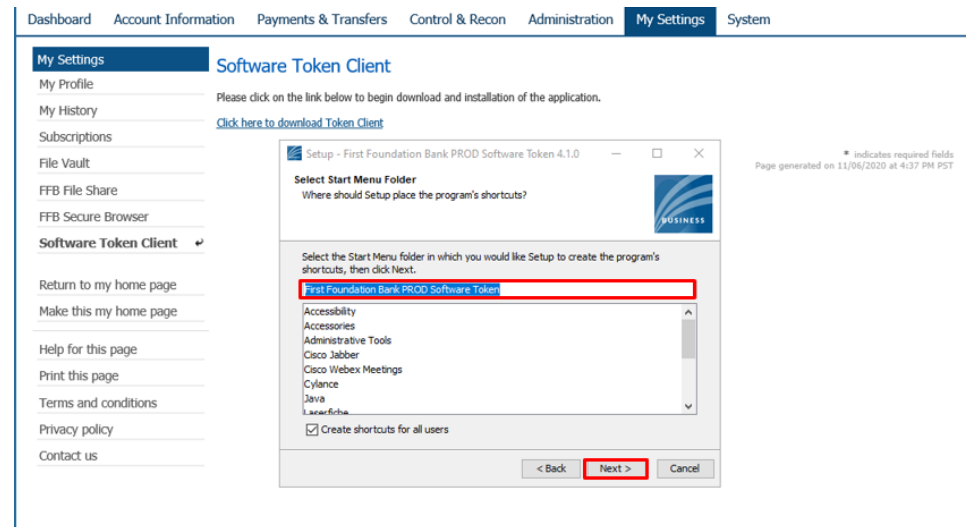 Dashboard Account Information Payments & Transfers Control & Recon Administration My Settings System
My Settings
My Profile
My History
Subscriptions
File Vault
FFB File Share
FFB Secure Browser
Software Token Client
Return to my home page
Make this my home page
Help for this page
Print this page
Terms and conditions
Privacy policy
Contact us
Software Token Client
Please click on the link below to begin download and installation of the application.
Click here to download Token Client
* indicates required fields
Page generated on 11/06/2020 at 4:37 PM PST
Setup - First Foundation Bank PROD Software Token 4.1.0
Select Start Menu Folder
Where should Setup place the program's shortcuts?
BUSINESS
Select the Start Menu folder in which you would like Setup to create the program's
shortcuts, then click Next.
First Foundation Bank PROD Software Token
Accessibility
Accessories
Administrative Tools
Cisco Jabber
Cisco Webex Meetings
Cylance
Java
Laserfiche
Create shortcuts for all users
< Back Next > Cancel